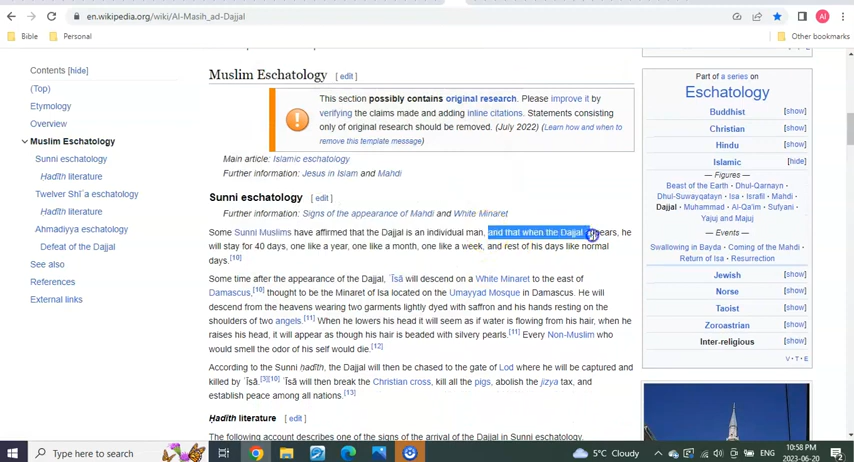 en.wikipedia.org/wiki/Al-Masih_ad-Dajjal
AI
Bible
Personal
Other bookmarks
Contents [hide]
(Top)
Etymology
Overview
Muslim Eschatology
Sunni eschatology
Ḥadīth literature
Twelver Shīʿa eschatology
Ḥadīth literature
Ahmadiyya eschatology
Defeat of the Dajjal
See also
References
External links
Muslim Eschatology [edit]
This section possibly contains original research. Please improve it by
verifying the claims made and adding inline citations. Statements consisting
only of original research should be removed. (July 2022) (Learn how and when to
remove this template message)
Main article: Islamic eschatology
Further information: Jesus in Islam and Mahdi
Sunni eschatology [edit]
Further information: Signs of the appearance of Mahdi and White Minaret
Some Sunni Muslims have affirmed that the Dajjal is an individual man, and that when the Dajjal appears, he
will stay for 40 days, one like a year, one like a month, one like a week, and rest of his days like normal
days.[10]
Some time after the appearance of the Dajjal, ʿĪsā will descend on a White Minaret to the east of
Damascus,[10] thought to be the Minaret of Isa located on the Umayyad Mosque in Damascus. He will
descend from the heavens wearing two garments lightly dyed with saffron and his hands resting on the
shoulders of two angels.[11] When he lowers his head it will seem as if water is flowing from his hair, when he
raises his head, it will appear as though his hair is beaded with silvery pearls.[11] Every Non-Muslim who
would smell the odor of his self would die.[12]
According to the Sunni ḥadīth, the Dajjal will then be chased to the gate of Lod where he will be captured and
killed by ʿĪsā.[3][10] ʿĪsā will then break the Christian cross, kill all the pigs, abolish the jizya tax, and
establish peace among all nations.[13]
Ḥadīth literature [edit]
The following account describes one of the signs of the arrival of the Dajjal in Sunni eschatology.
Part of a series on
Eschatology
Buddhist [show]
Christian [show]
Hindu [show]
Islamic [hide]
— Figures —
Beast of the Earth · Dhul-Qarnayn ·
Dhul-Suwayqatayn · Isa · Israfil · Mahdi ·
Dajjal · Muhammad · Al-Qa'im · Sufyani ·
Yajuj and Majuj
— Events —
Swallowing in Bayda · Coming of the Mahdi ·
Return of Isa · Resurrection
Jewish [show]
Norse [show]
Taoist [show]
Zoroastrian [show]
Inter-religious [show]
V · T · E
Type here to search
5°C Cloudy
ENG
10:58 PM
2023-06-20
2